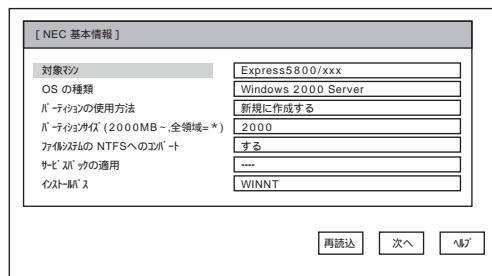 [ NEC 基本情報 ]
対象ﾏｼﾝ Express5800/xxx
OS の種類 Windows 2000 Server
ﾊﾟｰﾃｨｼｮﾝの使用方法 新規に作成する
ﾊﾟｰﾃｨｼｮﾝｻｲｽﾞ(2000MB~,全領域=*) 2000
ﾌｧｲﾙｼｽﾃﾑの NTFSへのｺﾝﾊﾞｰﾄ する
ｻｰﾋﾞｽﾊﾟｯｸの適用 ----
ｲﾝｽﾄｰﾙﾊﾟｽ WINNT
再読込 次へ ﾍﾙﾌﾟ